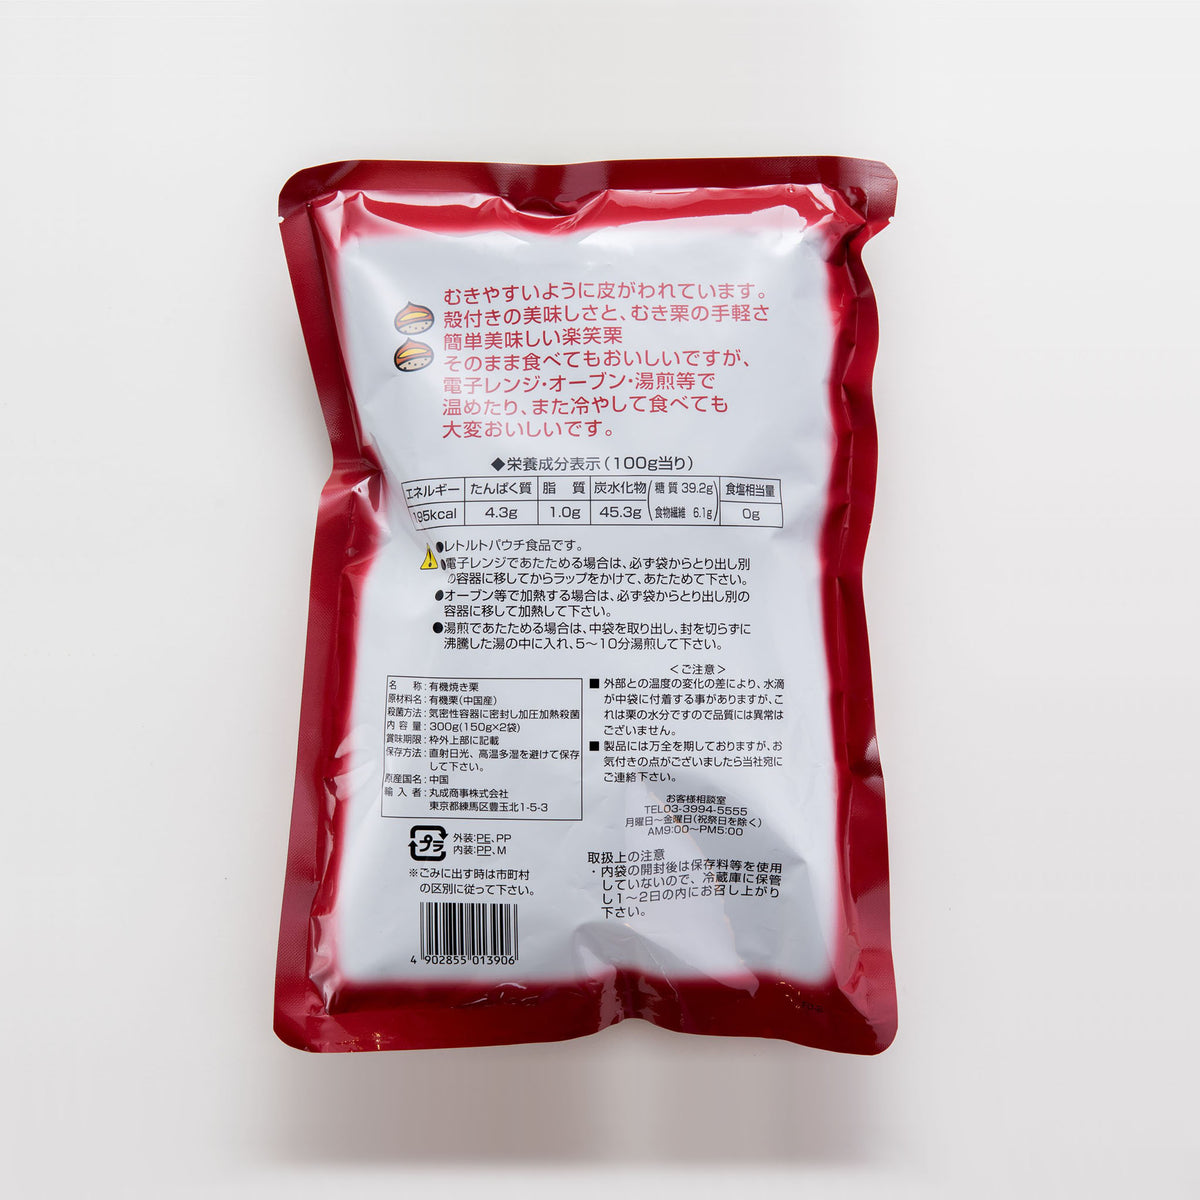 むきやすいように皮がわれています。
殻付きの美味しさと、むき栗の手軽さ
簡単美味しい楽笑栗
そのまま食べてもおいしいですが、
電子レンジ・オーブン・湯煎等で
温めたり、また冷やして食べても
大変おいしいです。
◆栄養成分表示(100g当り)
エネルギー たんぱく質 脂 質 炭水化物 (糖質 39.2g 食塩相当量
195kcal 4.3g 1.0g 45.3g 食物繊維 6.1g) 0g
●レトルトパウチ食品です。
●電子レンジであたためる場合は、必ず袋からとり出し別
の容器に移してからラップをかけて、あたためて下さい。
●オーブン等で加熱する場合は、必ず袋からとり出し別の
容器に移して加熱して下さい。
●湯煎であたためる場合は、中袋を取り出し、封を切らずに
沸騰した湯の中に入れ、5〜10分湯煎して下さい。
名 称:有機焼き栗
原材料名:有機栗(中国産)
殺菌方法:気密性容器に密封し加圧加熱殺菌
内 容 量:300g(150g×2袋)
賞味期限:枠外上部に記載
保存方法:直射日光、高温多湿を避けて保存
して下さい。
原産国名:中国
輸 入 者:丸成商事株式会社
東京都練馬区豊玉北1-5-3
<ご注意>
■外部との温度の変化の差により、水滴
が中袋に付着する事がありますが、こ
れは栗の水分ですので品質には異常は
ございません。
■製品には万全を期しておりますが、お
気付きの点がございましたら当社宛に
ご連絡下さい。
お客様相談室
TEL03-3994-5555
月曜日〜金曜日(祝祭日を除く)
AM9:00〜PM5:00
プラ
外装:PE、PP
内装:PP、M
※ごみに出す時は市町村
の区別に従って下さい。
取扱上の注意
・内袋の開封後は保存料等を使用
していないので、冷蔵庫に保管
し1〜2日の内にお召し上がり
下さい。
4 902855 013906